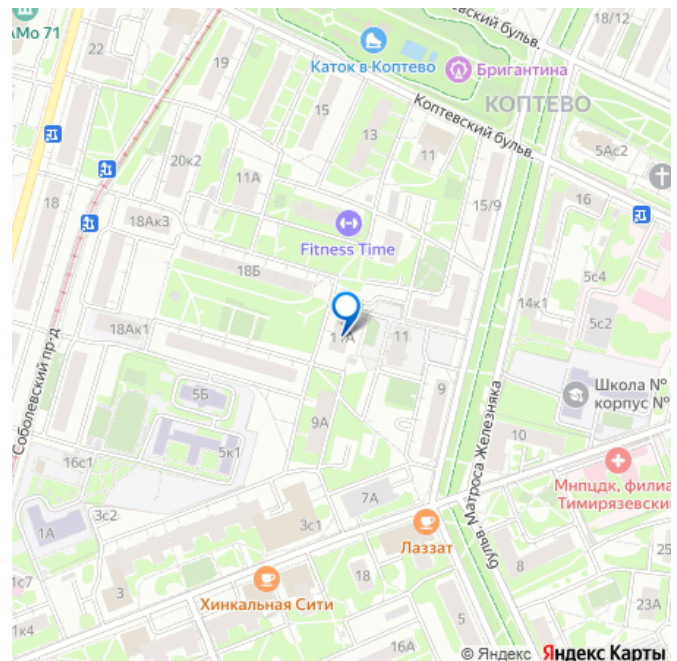 АМо 71
22
19
Каток в Коптево
Бригантина
18/12
вский бульв.
КОПТЕВО
Коптевский бульв.
15
13
11
5Ас2
20к2
11А
18
18Ак3
Fitness Time
15/9
16
18Б
5с4
14к1
5с2
18Ак1
11
Соболевский пр-д
5Б
9
Школа №
корпус №
9А
5к1
10
16с1
бульв. Матроса Железняка
Мнпцдк, филиа
Тимирязевски
7А
3с2
3с1
1А
Лаззат
1с7
3
Хинкальная Сити
18
8
25
23А
5
1к4
16А
© Яндекс Яндекс Карты